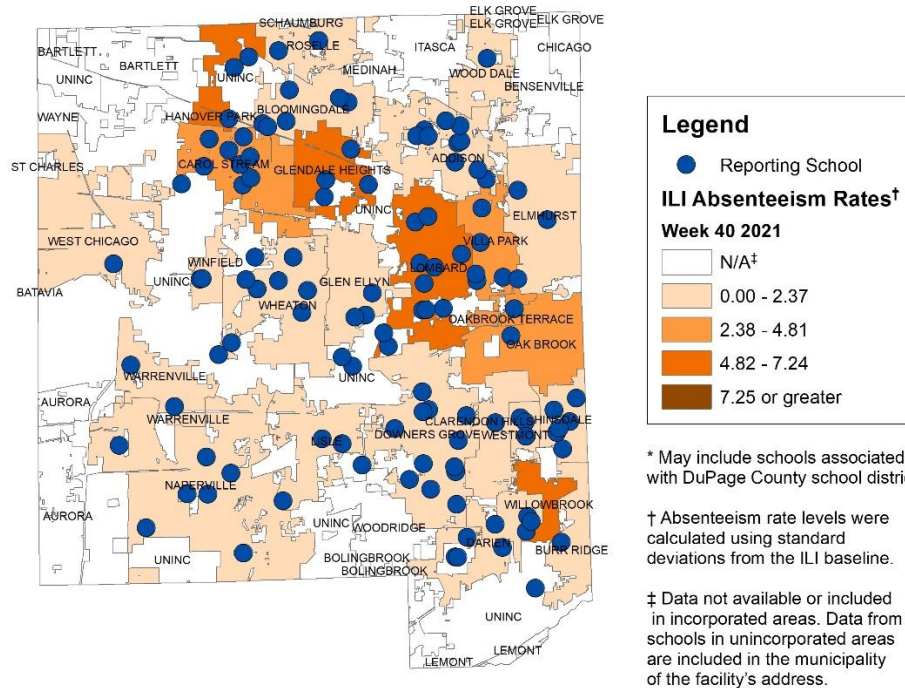 ELK GROVE
SCHAUMBURG ELK GROVE ELK GROVE
ROSELLE
BARTLETT ITASCA CHICAGO
BARTLETT MEDINAH
UNINC UNINC WOOD DALE
BENSENVILLE
WAYNE HANOVER PARK BLOOMINGDALE
ST CHARLES CAROL STREAM GLENDALE HEIGHTS ADDISON
UNINC ELMHURST
WEST CHICAGO VILLA PARK
WINFIELD LOMBARD
UNINC GLEN ELLYN
BATAVIA WHEATON
OAKBROOK TERRACE
OAK BROOK
WARRENVILLE UNINC
AURORA
WARRENVILLE CLARENDON HILLS HINSDALE
LISLE DOWNERS GROVE WESTMONT
NAPERVILLE
WILLOWBROOK
AURORA UNINC WOODRIDGE
DARIEN
UNINC BOLINGBROOK BURR RIDGE
BOLINGBROOK
UNINC
LEMONT
LEMONT
Legend
Reporting School
ILI Absenteeism Rates†
Week 40 2021
N/A‡
0.00 - 2.37
2.38 - 4.81
4.82 - 7.24
7.25 or greater
* May include schools associated
with DuPage County school distri
† Absenteeism rate levels were
calculated using standard
deviations from the ILI baseline.
‡ Data not available or included
in incorporated areas. Data from
schools in unincorporated areas
are included in the municipality
of the facility's address.